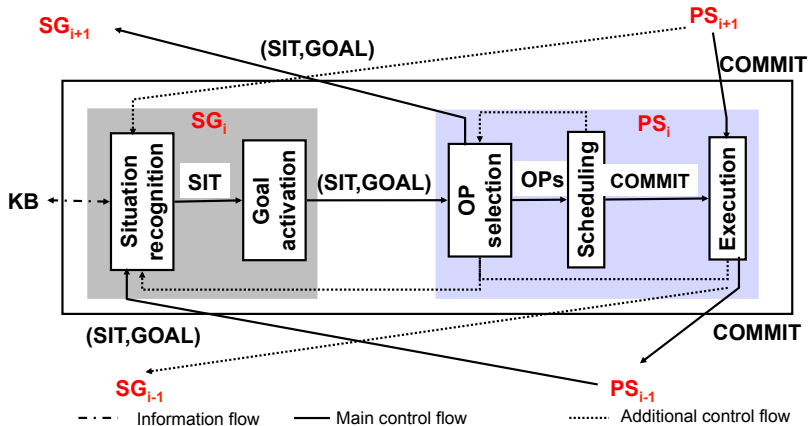 SG_{i+1}
PS_{i+1}
(SIT,GOAL)
COMMIT
SG_i
PS_i
KB
Situation
recognition
SIT
Goal
activation
(SIT,GOAL)
OP
selection
OPs
Scheduling
COMMIT
Execution
(SIT,GOAL)
COMMIT
SG_{i-1}
PS_{i-1}
Information flow
Main control flow
Additional control flow